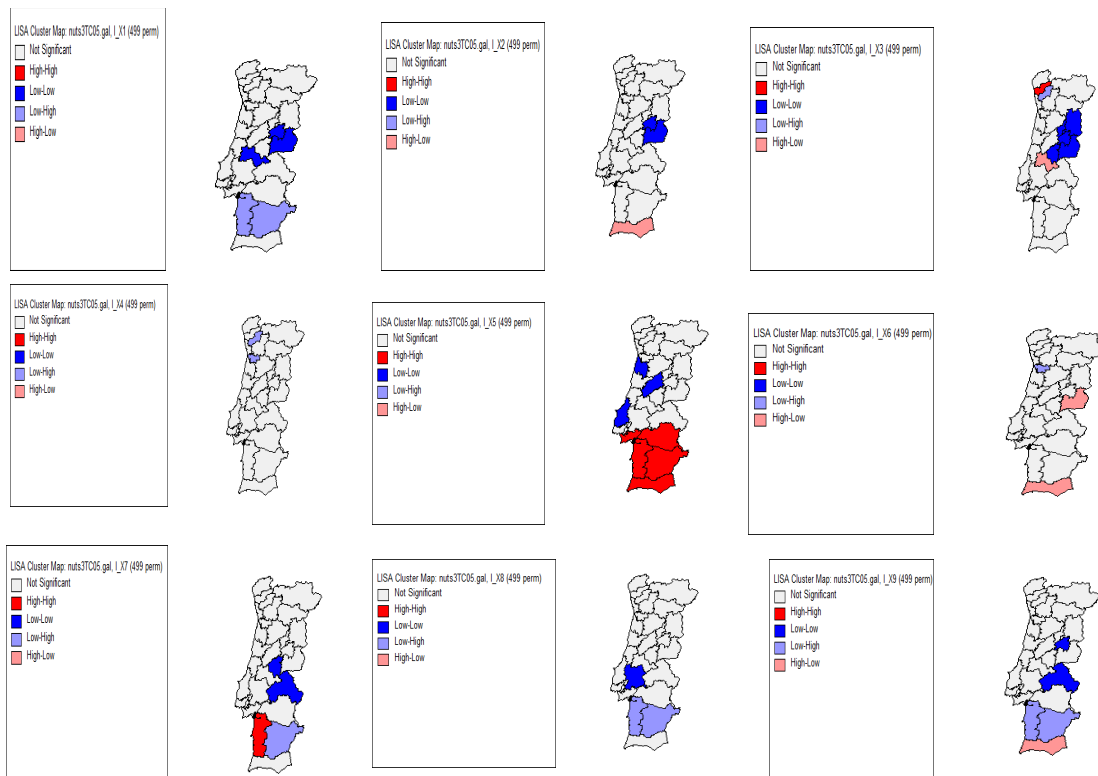 LISA Cluster Map: nuts3TC05.gal, I_X1 (499 perm)
Not Significant
High-High
Low-Low
Low-High
High-Low
LISA Cluster Map: nuts3TC05.gal, I_X2 (499 perm)
Not Significant
High-High
Low-Low
Low-High
High-Low
LISA Cluster Map: nuts3TC05.gal, I_X3 (499 perm)
Not Significant
High-High
Low-Low
Low-High
High-Low
LISA Cluster Map: nuts3TC05.gal, I_X4 (499 perm)
Not Significant
High-High
Low-Low
Low-High
High-Low
LISA Cluster Map: nuts3TC05.gal, I_X5 (499 perm)
Not Significant
High-High
Low-Low
Low-High
High-Low
LISA Cluster Map: nuts3TC05.gal, I_X6 (499 perm)
Not Significant
High-High
Low-Low
Low-High
High-Low
LISA Cluster Map: nuts3TC05.gal, I_X7 (499 perm)
Not Significant
High-High
Low-Low
Low-High
High-Low
LISA Cluster Map: nuts3TC05.gal, I_X8 (499 perm)
Not Significant
High-High
Low-Low
Low-High
High-Low
LISA Cluster Map: nuts3TC05.gal, I_X9 (499 perm)
Not Significant
High-High
Low-Low
Low-High
High-Low